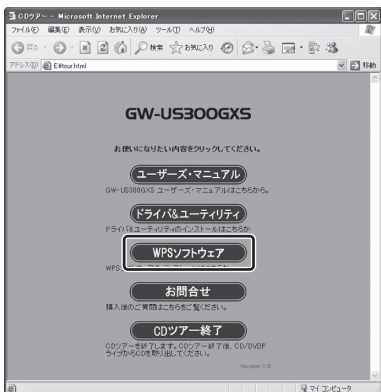 CDツアー - Microsoft Internet Explorer
ファイル(F) 編集(E) 表示(V) お気に入り(A) ツール(T) ヘルプ(H)
戻る 検索 お気に入り
アドレス(D) E:¥tour.html 移動
GW-US300GXS
お使いになりたい内容をクリックしてください。
ユーザーズ・マニュアル
GW-US300GXS ユーザーズ・マニュアルはこちらから。
ドライバ&ユーティリティ
ドライバ&ユーティリティのインストールはこちらか
WPSソフトウェア
お問合せ
購入後のご質問はこちらをご覧ください。
CDツアー終了
CDツアーを終了します。CDツアー終了後、CD/DVDド
ライブからCDを取り出してください。
Version: 1.0
マイ コンピュータ